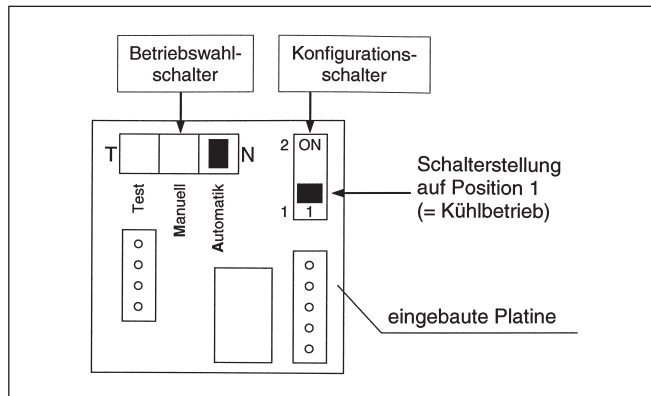 Betriebswahl-
schalter
Konfigurations-
schalter
T
N
2 ON
1 1
Test
Manuell
Automatik
Schalterstellung
auf Position 1
(= Kühlbetrieb)
eingebaute Platine